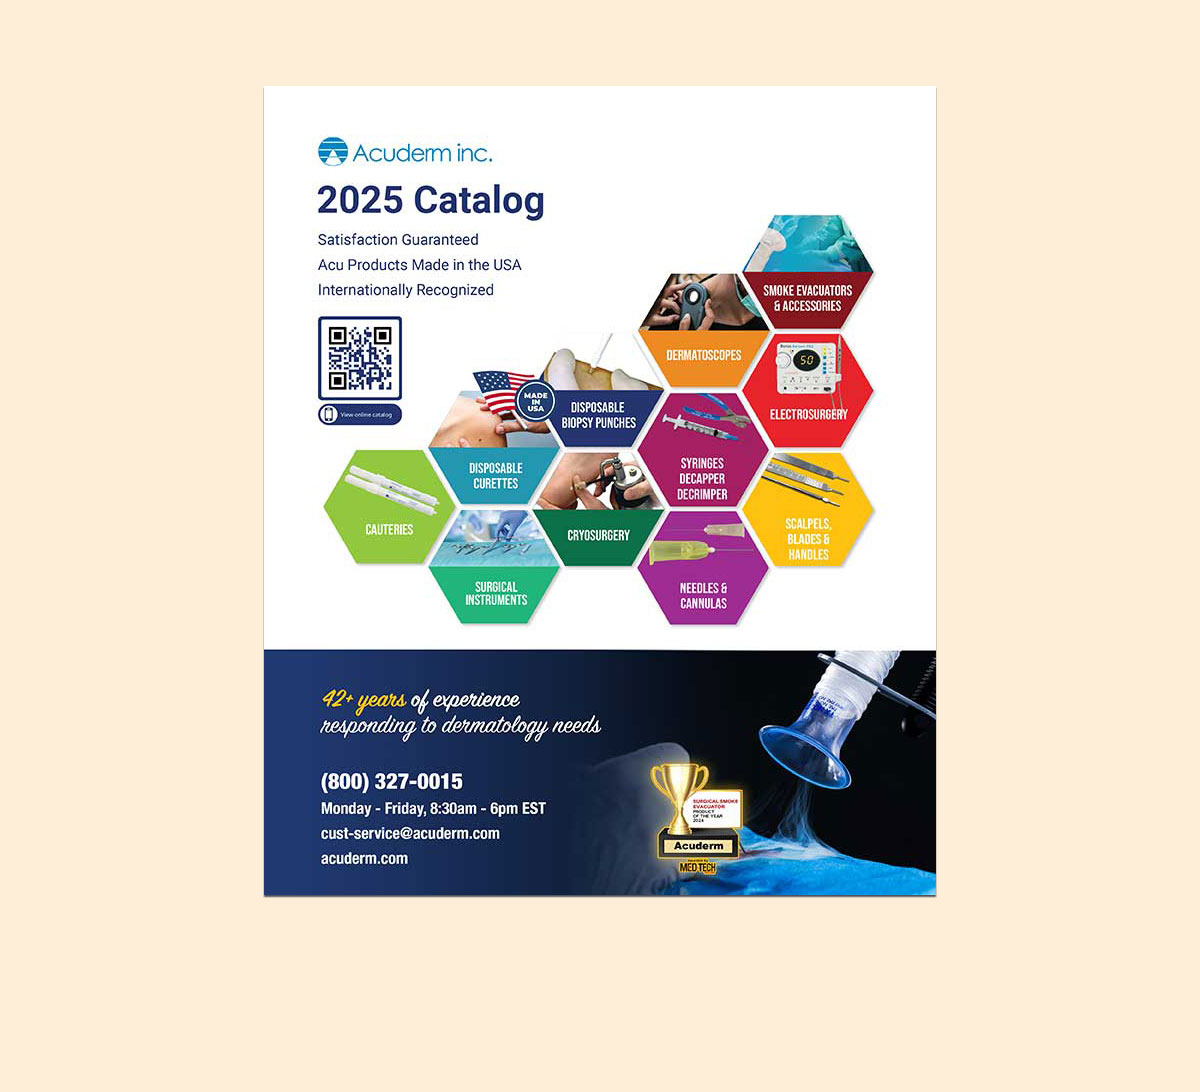 Acuderm inc.
2025 Catalog
Satisfaction Guaranteed
Acu Products Made in the USA
Internationally Recognized
View online catalog
SMOKE EVACUATORS
& ACCESSORIES
DERMATOSCOPES
50
ELECTROSURGERY
MADE
IN
USA
DISPOSABLE
BIOPSY PUNCHES
DISPOSABLE
CURETTES
SYRINGES
DECAPPER
DECRIMPER
CAUTERIES
CRYOSURGERY
SCALPELS,
BLADES &
HANDLES
SURGICAL
INSTRUMENTS
NEEDLES &
CANNULAS
42+ years of experience
responding to dermatology needs
(800) 327-0015
Monday - Friday, 8:30am - 6pm EST
cust-service@acuderm.com
acuderm.com
SURGICAL SMOKE
EVACUATOR
PRODUCT
OF THE YEAR
2024
Acuderm
MED TECH